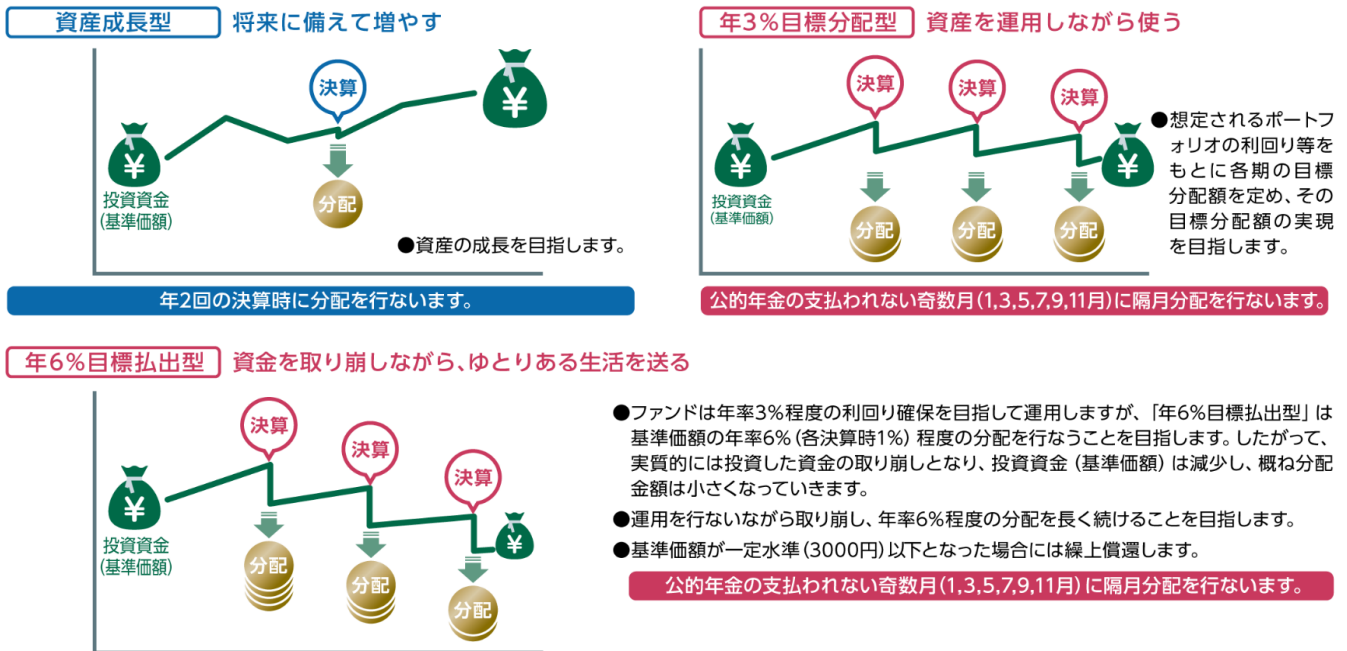 資産成長型 将来に備えて増やす
決算
¥
¥
投資資金
(基準価額)
分配
●資産の成長を目指します。
年2回の決算時に分配を行ないます。
年3%目標分配型 資産を運用しながら使う
決算
決算
決算
¥
¥
投資資金
(基準価額)
分配
分配
分配
●想定されるポートフ
ォリオの利回り等を
もとに各期の目標
分配額を定め、その
目標分配額の実現
を目指します。
公的年金の支払われない奇数月(1,3,5,7,9,11月)に隔月分配を行ないます。
年6%目標払出型 資金を取り崩しながら、ゆとりある生活を送る
決算
決算
決算
¥
¥
投資資金
(基準価額)
分配
分配
分配
●ファンドは年率3%程度の利回り確保を目指して運用しますが、「年6%目標払出型」は
基準価額の年率6%(各決算時1%)程度の分配を行なうことを目指します。したがって、
実質的には投資した資金の取り崩しとなり、投資資金(基準価額)は減少し、概ね分配
金額は小さくなっていきます。
●運用を行ないながら取り崩し、年率6%程度の分配を長く続けることを目指します。
●基準価額が一定水準(3000円)以下となった場合には繰上償還します。
公的年金の支払われない奇数月(1,3,5,7,9,11月)に隔月分配を行ないます。